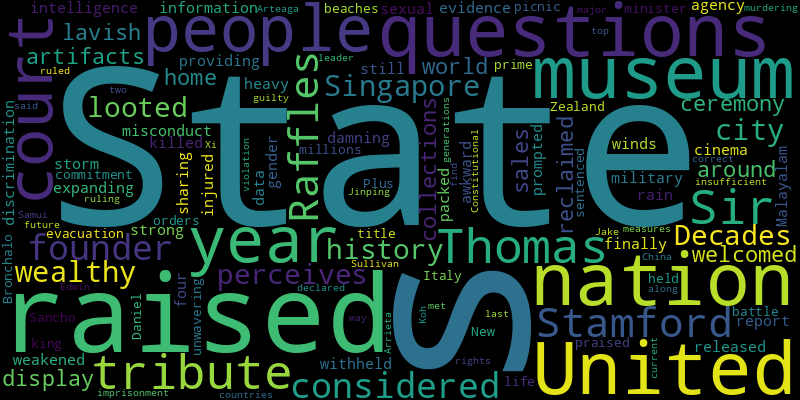 intelligence
information
Arteaga
beaches
sexual
evidence
picnic
major
minister
agency
murdering
people
questions
top
lavish
court
artifacts
ruled
providing
home
looted
two
said
misconduct
killed
Xi
heavy
guilty
leader
Raffles
Singapore
still
world
prime
museum
Zealand
ceremony
city
winds
cinema
correct
State
damning
millions
collections
generations
packed
find
awkward
Constitutional
sales
prompted
reclaimed
sentenced
military
rain
around
insufficient
Malayalam
discrimination
Bronchalo
storm
commitment
expanding
ruling
sharing
injured
data
violation
gender
Plus
Jinping
Samui
future
evacuation
strong
orders
founder
year
title
history
Sullivan
Thomas
Jake
measures
finally
China
Sir
Decades
welcomed
wealthy
perceives
four
unwavering
Italy
nation
held
along
raised
Edwin
Sancho
king
Daniel
declared
way
Arrieta
Koh
met
New
last
rights
s
Stamford
battle
report
praised
released
current
weakened
display
imprisonment
tribute
countries
withheld
considered
life
United